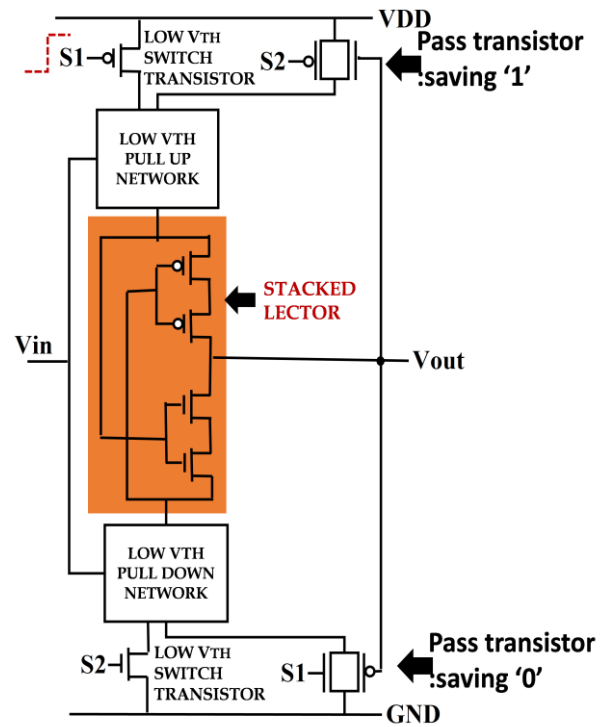 VDD
S1
LOW VTH
SWITCH
TRANSISTOR
S2
Pass transistor
:saving ‘1’
LOW VTH
PULL UP
NETWORK
STACKED
LECTOR
Vin
Vout
LOW VTH
PULL DOWN
NETWORK
S2
LOW VTH
SWITCH
TRANSISTOR
S1
Pass transistor
:saving ‘0’
GND